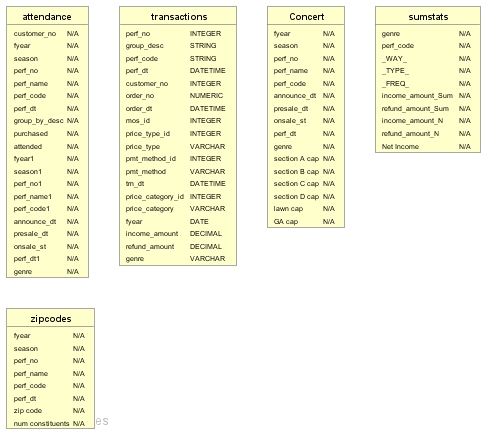 attendance
customer_no N/A
fyear N/A
season N/A
perf_no N/A
perf_name N/A
perf_code N/A
perf_dt N/A
group_by_desc N/A
purchased N/A
attended N/A
fyear1 N/A
season1 N/A
perf_no1 N/A
perf_name1 N/A
perf_code1 N/A
announce_dt N/A
presale_dt N/A
onsale_st N/A
perf_dt1 N/A
genre N/A
transactions
perf_no INTEGER
group_desc STRING
perf_code STRING
perf_dt DATETIME
customer_no INTEGER
order_no NUMERIC
order_dt DATETIME
mos_id INTEGER
price_type_id INTEGER
price_type VARCHAR
pmt_method_id INTEGER
pmt_method VARCHAR
trn_dt DATETIME
price_category_id INTEGER
price_category VARCHAR
fyear DATE
income_amount DECIMAL
refund_amount DECIMAL
genre VARCHAR
Concert
fyear N/A
season N/A
perf_no N/A
perf_name N/A
perf_code N/A
announce_dt N/A
presale_dt N/A
onsale_st N/A
perf_dt N/A
genre N/A
section A cap N/A
section B cap N/A
section C cap N/A
section D cap N/A
lawn cap N/A
GA cap N/A
sumstats
genre N/A
perf_code N/A
_WAY_ N/A
_TYPE_ N/A
_FREQ_ N/A
income_amount_Sum N/A
refund_amount_Sum N/A
income_amount_N N/A
refund_amount_N N/A
Net Income N/A
zipcodes
fyear N/A
season N/A
perf_no N/A
perf_name N/A
perf_code N/A
perf_dt N/A
zip code N/A
num constituents N/A